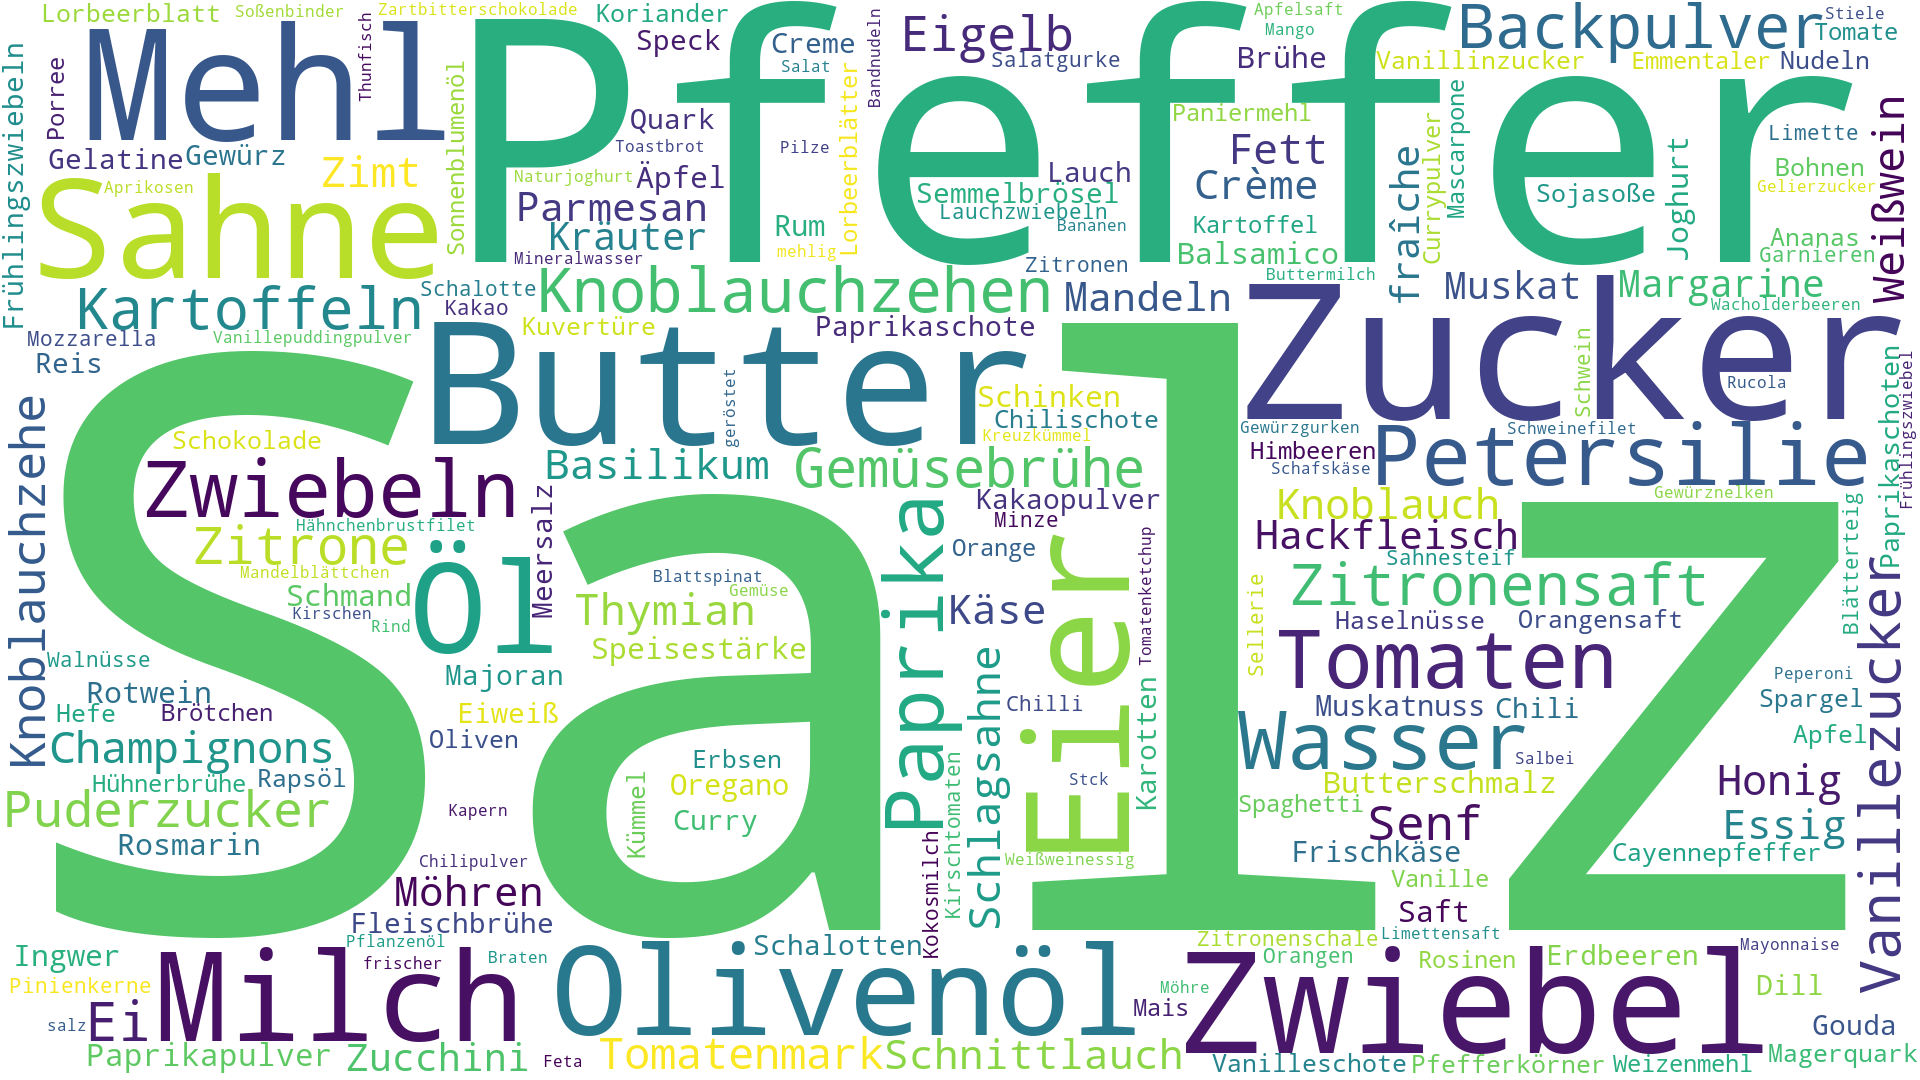 Lorbeerblatt
Soßenbinder
Zartbitterschokolade
Koriander
Speck
Creme
Salat
Eigelb
Salatgurke
Apfelsaft
Mango
Brühe
Backpulver
Stiele
Tomate
Vanillinzucker
Emmentaler
Nudeln
Mehl
Pfeffer
Thunfisch
Porree
Frühlingszwiebeln
Bandnudeln
Gelatine
Gewürz
Zimt
Aprikosen
Sahne
Sonnenblumenöl
Quark
Toastbrot
Pilze
Naturjoghurt
Äpfel
Parmesan
Kräuter
Mineralwasser
Rum
mehlig
Lorbeerblätter
Lauch
Semmelbrösel
Lauchzwiebeln
Bananen
Zitronen
Paniermehl
Fett
Crème
Kartoffel
Balsamico
Buttermilch
fraîche
Currypulver
Mascarpone
Limette
Bohnen
Gelierzucker
Sojasoße
Joghurt
Ananas
Garnieren
Weißwein
Kartoffeln
Schalotte
Kakao
Knoblauchzehen
Mandeln
Muskat
Margarine
Wacholderbeeren
Mozzarella
Vanillepuddingpulver
Reis
Kuvertüre
Paprikaschote
Butter
Zucker
Schwein
Rucola
Paprikaschoten
Frühlingszwiebel
Salz
geröstet
Schinken
Chilischote
Kreuzkümmel
Gewürzgurken
Schweinefilet
Himbeeren
Schafskäse
Petersilie
Knoblauchzehe
Schokolade
Zwiebeln
Basilikum
Gemüsebrühe
Meersalz
Kakaopulver
Minze
Orange
Knoblauch
Gewürznelken
Hackfleisch
Sahnesteif
Blätterteig
Hähnchenbrustfilet
Zitrone
Mandelblättchen
Öl
Schmand
Kirschen
Rind
Blattspinat
Gemüse
Thymian
Speisestärke
Paprika
Käse
Eier
Tomatenketchup
Sellerie
Zitronensaft
Haselnüsse
Orangensaft
Tomaten
Walnüsse
Rotwein
Hefe
Brötchen
Majoran
Eiweiß
Oliven
Schlagsahne
Chilli
Karotten
Muskatnuss
Chili
Peperoni
Spargel
Apfel
Vanillezucker
Champignons
Hühnerbrühe
Rapsöl
Erbsen
Oregano
Curry
Kümmel
Kirschtomaten
Stck
Wasser
Salbei
Butterschmalz
Spaghetti
Honig
Puderzucker
Rosmarin
Kapern
Chilipulver
Kokosmilch
Weißweinessig
Senf
Frischkäse
Essig
Cayennepfeffer
Möhren
Fleischbrühe
Vanille
Saft
Limettensaft
Ingwer
Pflanzenöl
frischer
Braten
Schalotten
Zitronenschale
Orangen
Rosinen
Erdbeeren
Mayonnaise
Pinienkerne
Milch
Olivenöl
Möhre
Mais
Zwiebel
Dill
salz
Ei
Gouda
Paprikapulver
Zucchini
Feta
Tomatenmark
Schnittlauch
Vanilleschote
Pfefferkörner
Weizenmehl
Magerquark